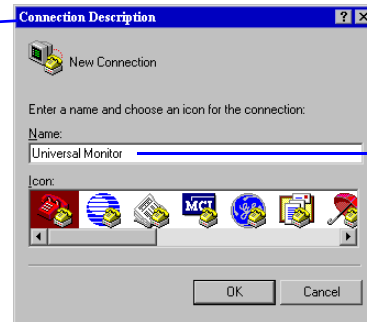 Connection Description
New Connection
Enter a name and choose an icon for the connection:
Name:
Universal Monitor
Icon:
MCI
OK Cancel